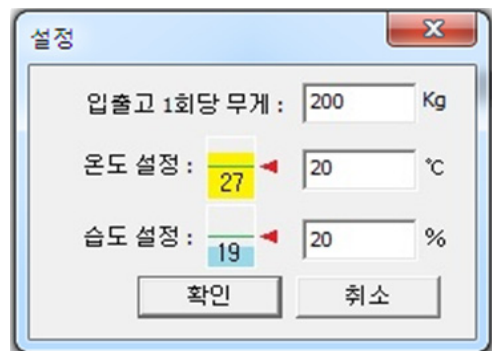 설정
입출고 1회당 무게 : 200 Kg
온도 설정 : 27 20 ℃
습도 설정 : 19 20 %
확인 취소